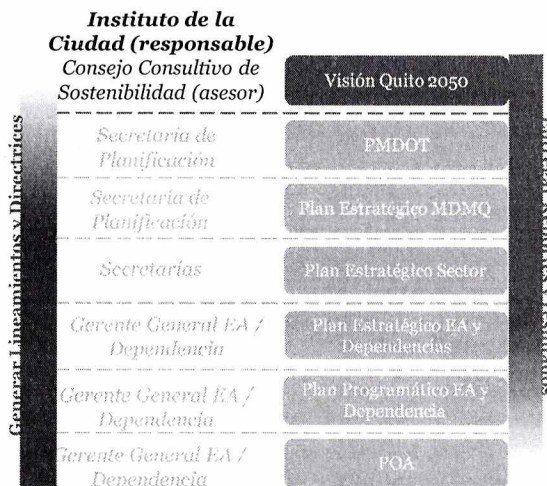 Instituto de la
Ciudad (responsable)
Consejo Consultivo de
Sostenibilidad (asesor)
Visión Quito 2050
Generar Lineamientos y Directrices
Secretaría de
Planificación
PMDOT
Secretaría de
Planificación
Plan Estratégico MDMQ
Secretarías
Plan Estratégico Sector
Gerente General EA /
Dependencia
Plan Estratégico EA y
Dependencias
Gerente General EA /
Dependencia
Plan Programático EA y
Dependencia
Gerente General EA /
Dependencia
POA